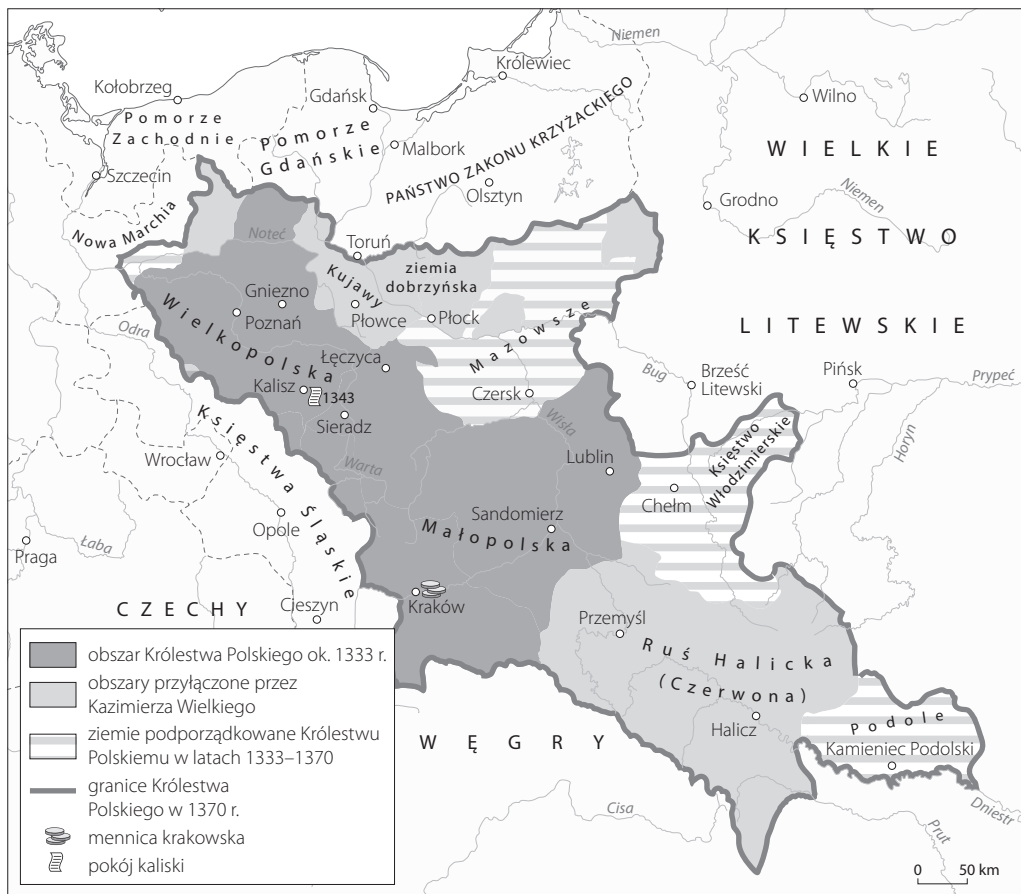 Niemen
Królewiec
Kołobrzeg
Gdańsk
Wilno
Pomorze
Zachodnie
Pomorze
Gdańskie
Malbork
PAŃSTWO ZAKONU KRZYŻACKIEGO
WIELKIE
Szczecin
Olsztyn
Niemen
Grodno
Nowa Marchia
Noteć
Toruń
KSIĘSTWO
ziemia
dobrzyńska
Kujawy
Gniezno
Poznań
Płowce
Płock
Mazowsze
Odra
Wielkopolska
LITEWSKIE
Łęczyca
Bug
Brześć
Litewski
Pińsk
Prypeć
Kalisz
1343
Czersk
Sieradz
Wisła
Księstwo
Włodzimierskie
Horyń
Księstwa Śląskie
Wrocław
Warta
Lublin
Chełm
Opole
Sandomierz
Małopolska
Praga
Łaba
Kraków
CZECHY
Cieszyn
Przemyśl
Ruś Halicka
(Czerwona)
Halicz
Podole
Kamieniec Podolski
WĘGRY
Cisa
Prut
Dniestr
obszar Królestwa Polskiego ok. 1333 r.
obszary przyłączone przez
Kazimierza Wielkiego
ziemie podporządkowane Królestwu
Polskiemu w latach 1333–1370
granice Królestwa
Polskiego w 1370 r.
mennica krakowska
pokój kaliski
0 50 km